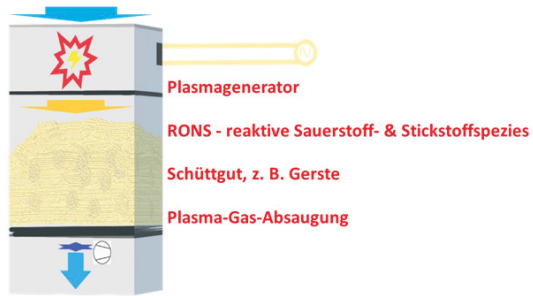 Plasmagenerator
RONS - reaktive Sauerstoff- & Stickstoffspezies
Schüttgut, z. B. Gerste
Plasma-Gas-Absaugung